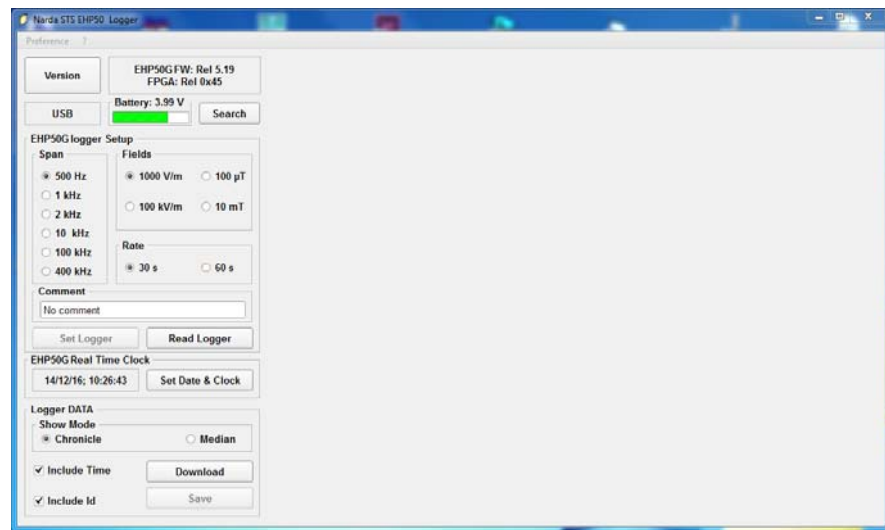 Narda STS EHP50 Logger
Preference ?
Version
EHP50G FW: Rel 5.19
FPGA: Rel 0x45
USB
Battery: 3.99 V
Search
EHP50G logger Setup
Span
500 Hz
1 kHz
2 kHz
10 kHz
100 kHz
400 kHz
Fields
1000 V/m
100 µT
100 kV/m
10 mT
Rate
30 s
60 s
Comment
No comment
Set Logger
Read Logger
EHP50G Real Time Clock
14/12/16; 10:26:43
Set Date & Clock
Logger DATA
Show Mode
Chronicle
Median
Include Time
Download
Include Id
Save